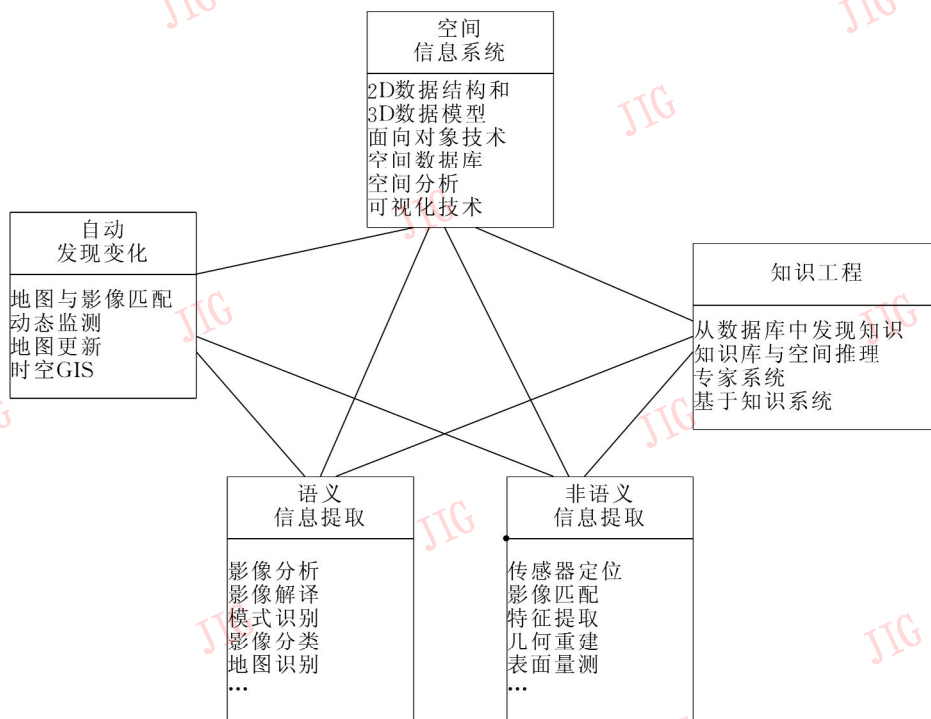 空间
信息系统
2D数据结构和
3D数据模型
面向对象技术
空间数据库
空间分析
可视化技术
自动
发现变化
地图与影像匹配
动态监测
地图更新
时空GIS
知识工程
从数据库中发现知识
知识库与空间推理
专家系统
基于知识系统
语义
信息提取
影像分析
影像解译
模式识别
影像分类
地图识别
...
非语义
信息提取
传感器定位
影像匹配
特征提取
几何重建
表面量测
...
JIG
JIG
JIG
JIG
JIG
JIG
JIG
JIG
JIG
JIG